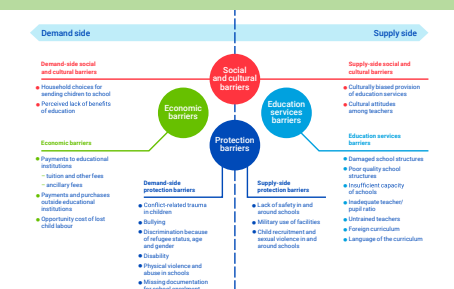 Demand side
Supply side
Demand-side social
and cultural barriers
Household choices for
sending chidren to school
Perceived lack of benefits
of education
Social
and cultural
barriers
Supply-side social and
cultural barriers
Culturally biased provision
of education services
Cultural attitudes
among teachers
Economic
barriers
Education
services
barriers
Protection
barriers
Economic barriers
Payments to educational
institutions
- tuition and other fees
- ancillary fees
Payments and purchases
outside educational
institutions
Opportunity cost of lost
child labour
Education services
barriers
Damaged school structures
Poor quality school
structures
Insufficient capacity
of schools
Inadequate teacher/
pupil ratio
Untrained teachers
Foreign curriculum
Language of the curriculum
Demand-side
protection barriers
Conflict-related trauma
in children
Bullying
Discrimination because
of refugee status, age
and gender
Disability
Physical violence and
abuse in schools
Missing documentation
for school enrolment
Supply-side
protection barriers
Lack of safety in and
around schools
Military use of facilities
Child recruitment and
sexual violence in and
around schools